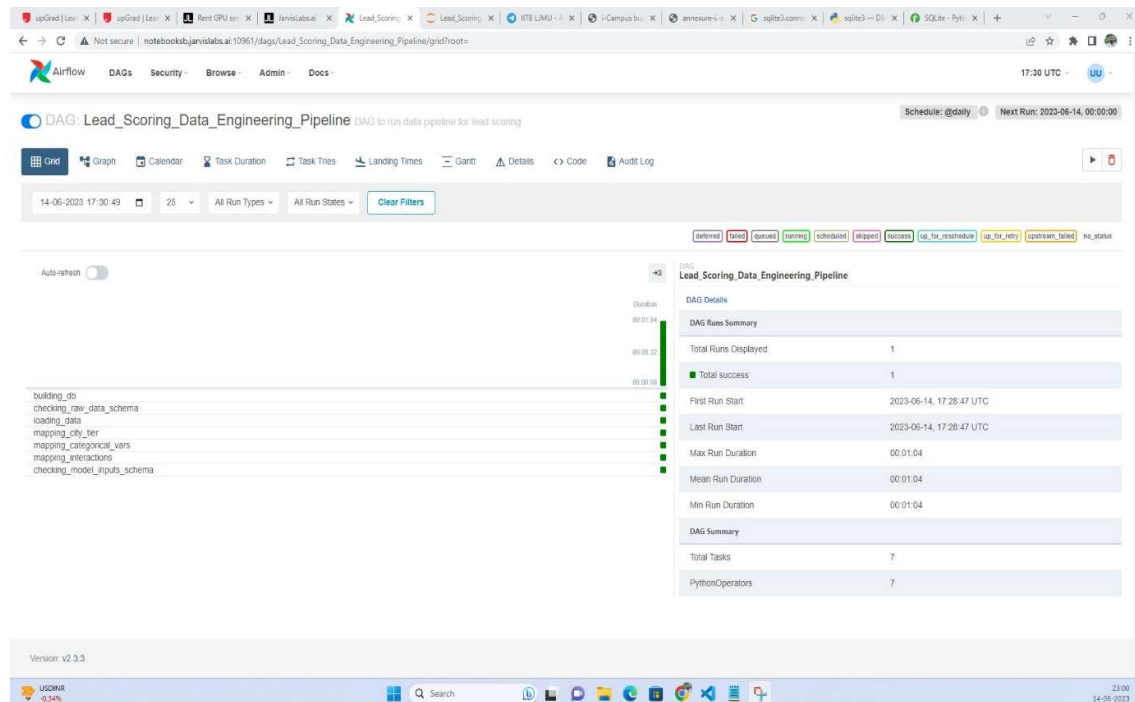 upGrad | Lea
upGrad | Lea
Rent GPU ser
JarvisLabs.ai
Lead_Scoring
Lead_Scoring
IITB LIMU - A
i-Campus bu
annexure-i
sqlite3.conne
sqlite3 — DB
SQLite - Pyth
Not secure | notebooksb.jarvislabs.ai:10961/dags/Lead_Scoring_Data_Engineering_Pipeline/grid?root=
Airflow DAGs Security Browse Admin Docs 17:30 UTC UU
DAG: Lead_Scoring_Data_Engineering_Pipeline DAG to run data pipeline for lead scoring
Schedule: @daily Next Run: 2023-06-14, 00:00:00
Grid Graph Calendar Task Duration Task Tries Landing Times Gantt Details <> Code Audit Log
14-06-2023 17:30:49 25 All Run Types All Run States Clear Filters
deferred failed queued running scheduled skipped success up_for_reschedule up_for_retry upstream_failed no_status
Auto-refresh
Duration
00:01:04
00:00:32
00:00:00
building_db
checking_raw_data_schema
loading_data
mapping_city_tier
mapping_categorical_vars
mapping_interactions
checking_model_inputs_schema
DAG
Lead_Scoring_Data_Engineering_Pipeline
DAG Details
DAG Runs Summary
Total Runs Displayed 1
Total success 1
First Run Start 2023-06-14, 17:28:47 UTC
Last Run Start 2023-06-14, 17:28:47 UTC
Max Run Duration 00:01:04
Mean Run Duration 00:01:04
Min Run Duration 00:01:04
DAG Summary
Total Tasks 7
PythonOperators 7
Version: v2.3.3
USDINR
-0.34%
Search
23:00
14-06-2023